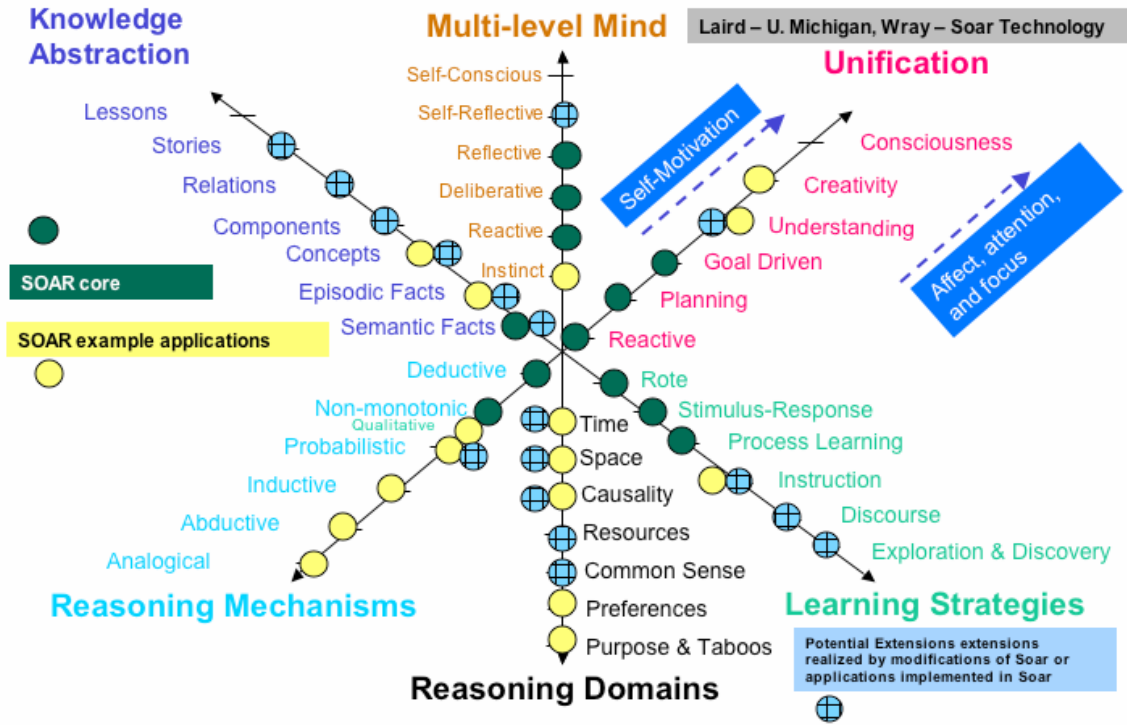 Knowledge
Abstraction
Multi-level Mind
Laird – U. Michigan, Wray – Soar Technology
Unification
Self-Conscious
Self-Reflective
Reflective
Deliberative
Reactive
Instinct
Lessons
Stories
Relations
Components
Concepts
Episodic Facts
Semantic Facts
Self-Motivation
Consciousness
Creativity
Understanding
Goal Driven
Planning
Reactive
Affect, attention,
and focus
SOAR core
SOAR example applications
Deductive
Non-monotonic
Qualitative
Probabilistic
Inductive
Abductive
Analogical
Reasoning Mechanisms
Time
Space
Causality
Resources
Common Sense
Preferences
Purpose & Taboos
Reasoning Domains
Rote
Stimulus-Response
Process Learning
Instruction
Discourse
Exploration & Discovery
Learning Strategies
Potential Extensions extensions
realized by modifications of Soar or
applications implemented in Soar